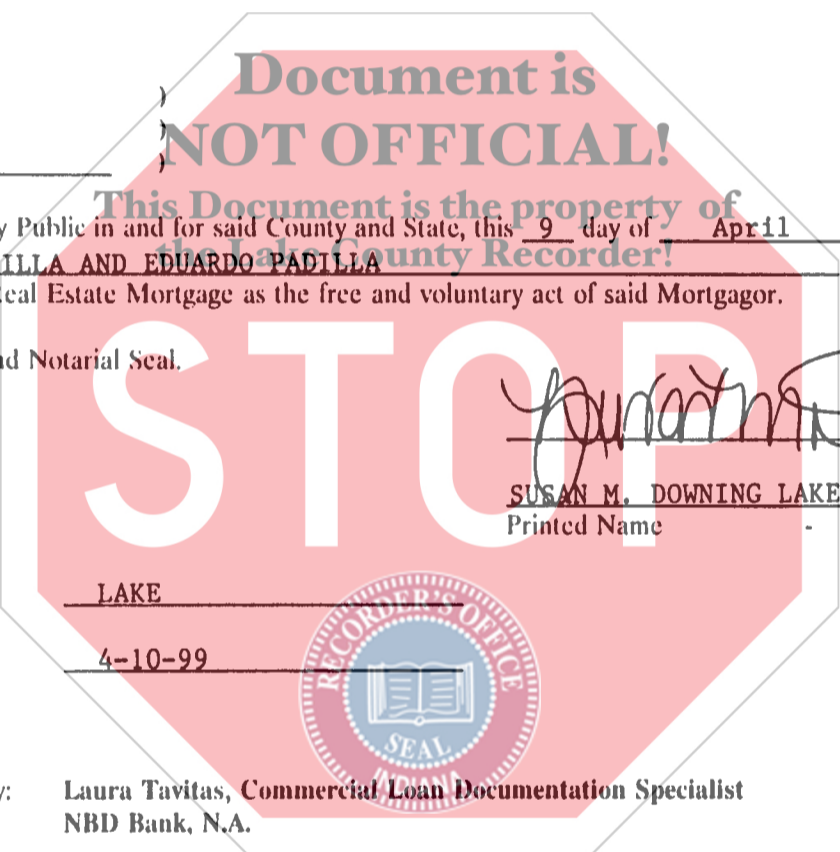 Document is
NOT OFFICIAL!
)
)
)
This Document is the property of
the Lake County Recorder!
y Public in and for said County and State, this 9 day of April
ILLA AND EDUARDO PADILLA
eal Estate Mortgage as the free and voluntary act of said Mortgagor.
nd Notarial Seal.
STOP
SUSAN M. DOWNING LAKE
Printed Name -
LAKE
4-10-99
RECORDER'S OFFICE
SEAL
INDIANA
y: Laura Tavitas, Commercial Loan Documentation Specialist
NBD Bank, N.A.